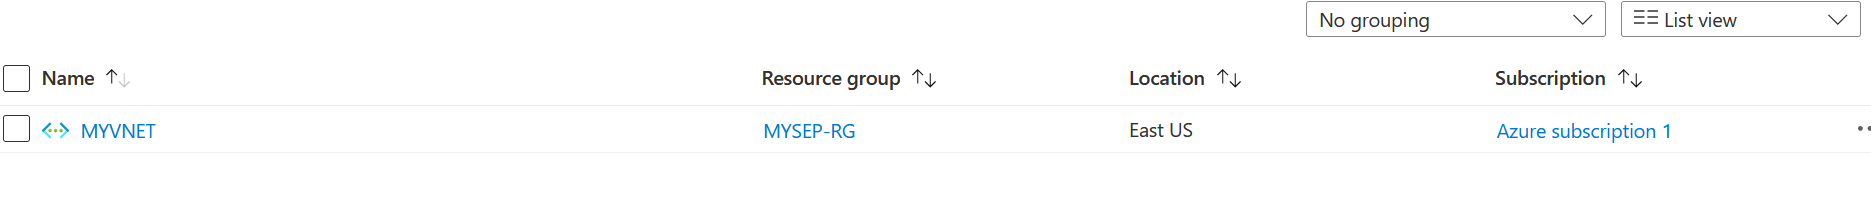 No grouping List view
Name Resource group Location Subscription
MYVNET MYSEP-RG East US Azure subscription 1